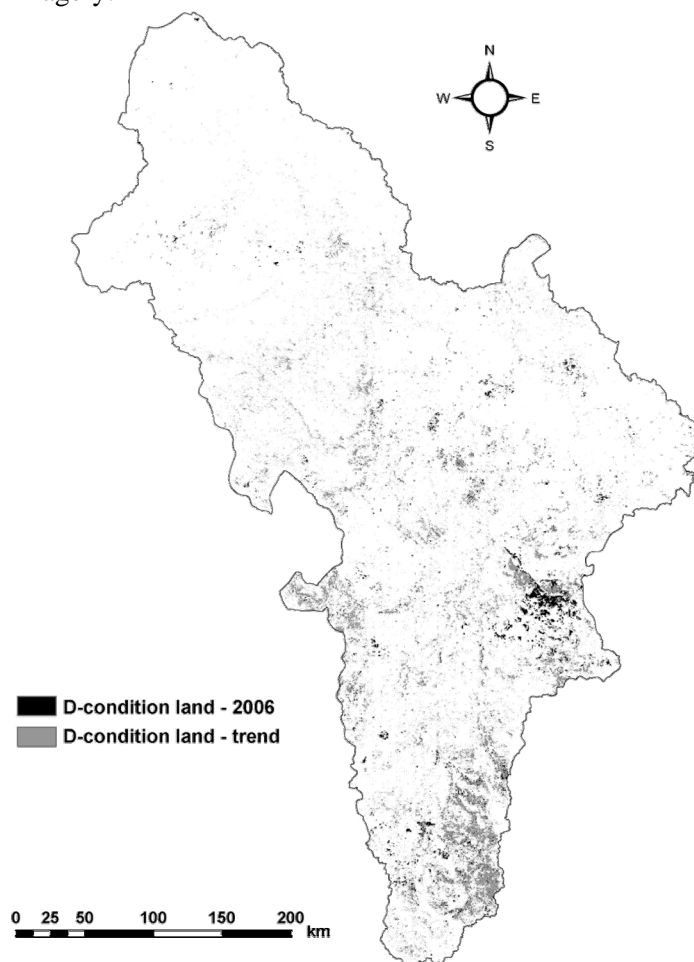 N
W E
S
D-condition land - 2006
D-condition land - trend
0 25 50 100 150 200
km